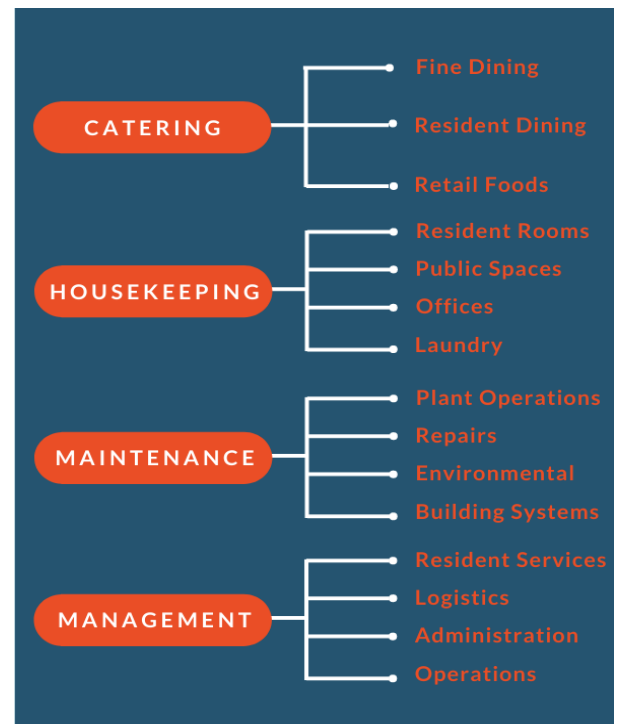 CATERING
Fine Dining
Resident Dining
Retail Foods
HOUSEKEEPING
Resident Rooms
Public Spaces
Offices
Laundry
MAINTENANCE
Plant Operations
Repairs
Environmental
Building Systems
MANAGEMENT
Resident Services
Logistics
Administration
Operations